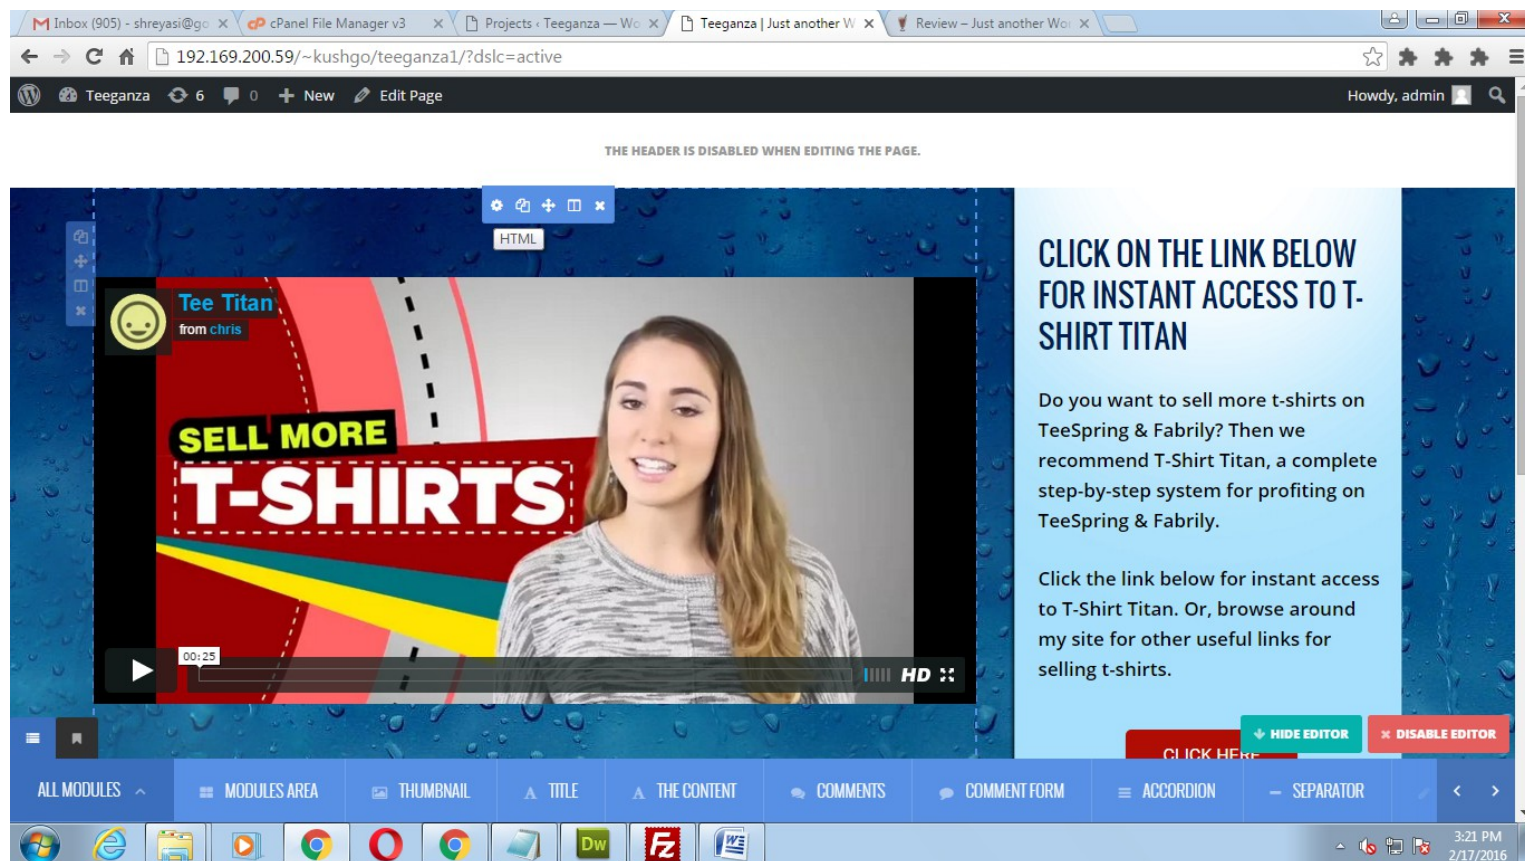 Inbox (905) - shreyasi@go
cPanel File Manager v3
Projects ‹ Teeganza — Wo
Teeganza | Just another W
Review – Just another Wor
192.169.200.59/~kushgo/teeganza1/?dslc=active
Teeganza 6 0 New Edit Page
Howdy, admin
THE HEADER IS DISABLED WHEN EDITING THE PAGE.
HTML
Tee Titan
from chris
SELL MORE
T-SHIRTS
00:25
HD
CLICK ON THE LINK BELOW
FOR INSTANT ACCESS TO T-
SHIRT TITAN
Do you want to sell more t-shirts on
TeeSpring & Fabrily? Then we
recommend T-Shirt Titan, a complete
step-by-step system for profiting on
TeeSpring & Fabrily.
Click the link below for instant access
to T-Shirt Titan. Or, browse around
my site for other useful links for
selling t-shirts.
CLICK HERE
HIDE EDITOR
DISABLE EDITOR
ALL MODULES
MODULES AREA
THUMBNAIL
TITLE
THE CONTENT
COMMENTS
COMMENT FORM
ACCORDION
SEPARATOR
Dw
Fz
W
3:21 PM
2/17/2016